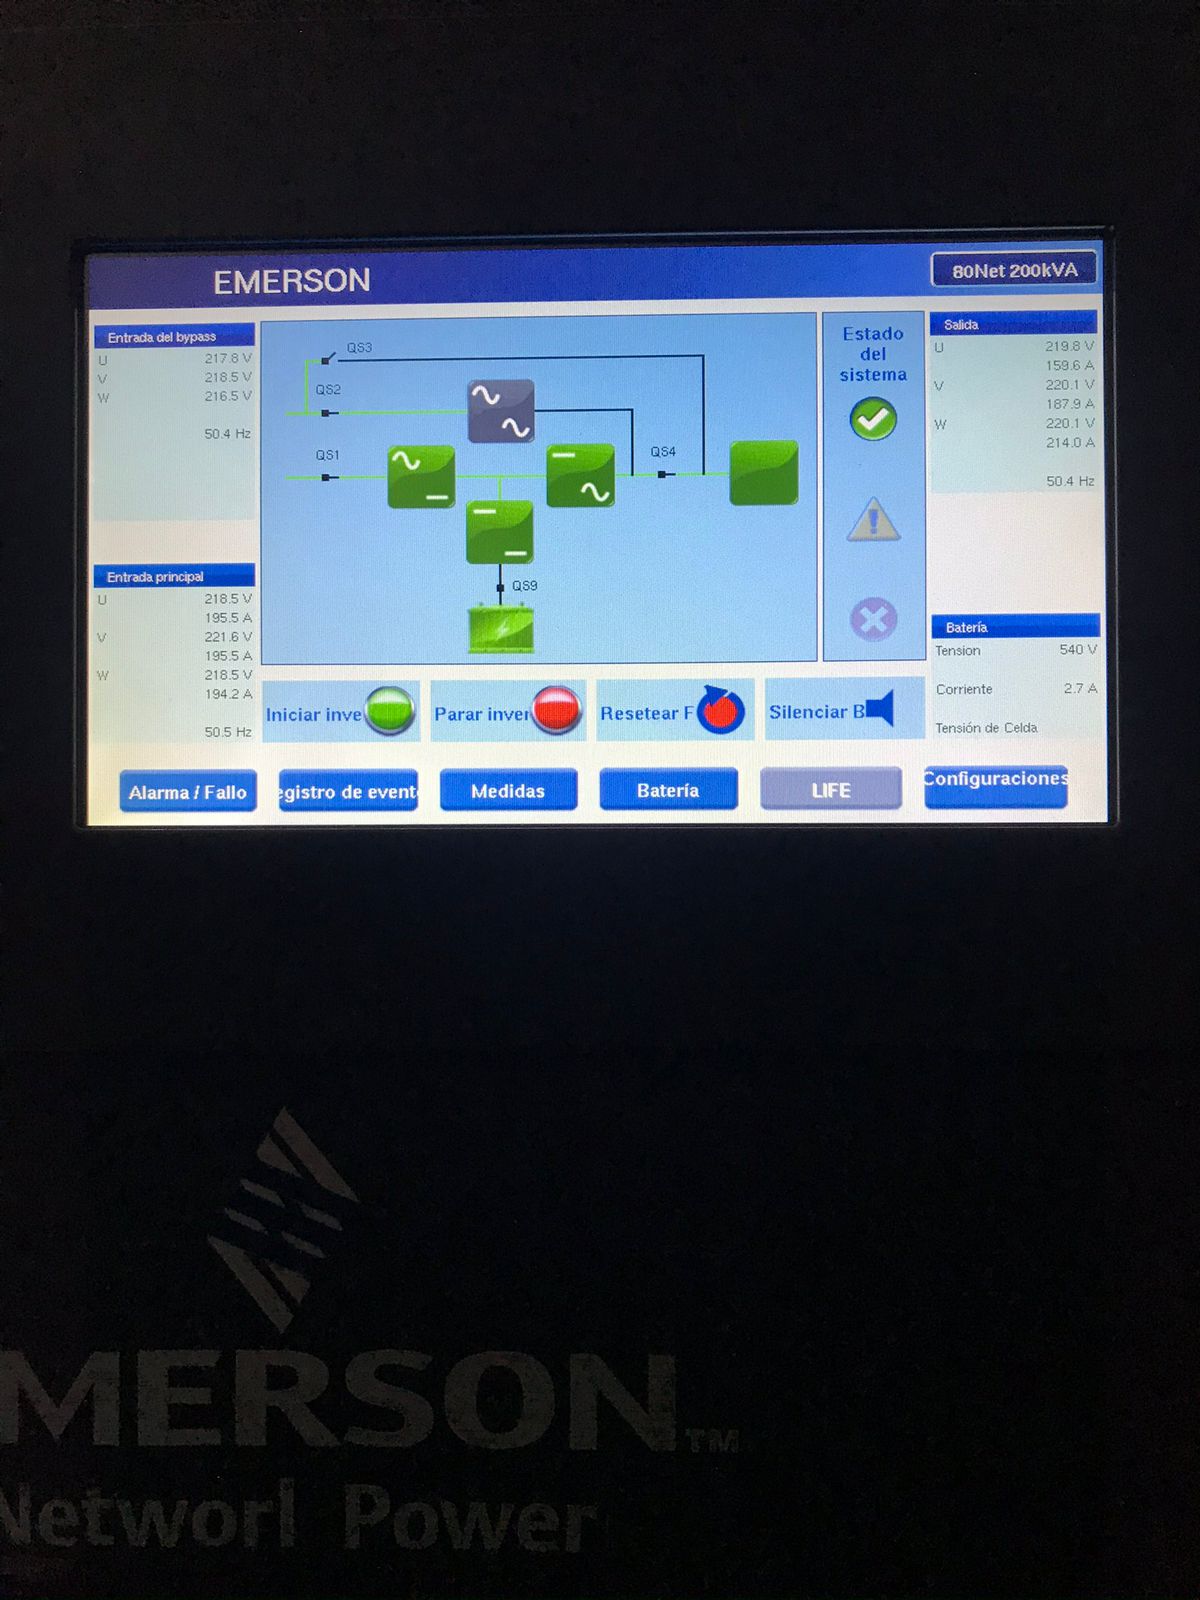 EMERSON
80Net 200kVA
Entrada del bypass
U 217.8 V
V 218.5 V
W 216.5 V
50.4 Hz
Entrada principal
U 218.5 V
195.5 A
V 221.6 V
195.5 A
W 218.5 V
194.2 A
50.5 Hz
QS3
QS2
QS1
QS4
QS9
Estado
del
sistema
Salida
U 219.8 V
159.6 A
V 220.1 V
187.9 A
W 220.1 V
214.0 A
50.4 Hz
Batería
Tension 540 V
Corriente 2.7 A
Tensión de Celda
Iniciar inve
Parar inver
Resetear F
Silenciar B
Alarma / Fallo
egistro de event
Medidas
Batería
LIFE
Configuraciones
MERSON TM
Networl Power